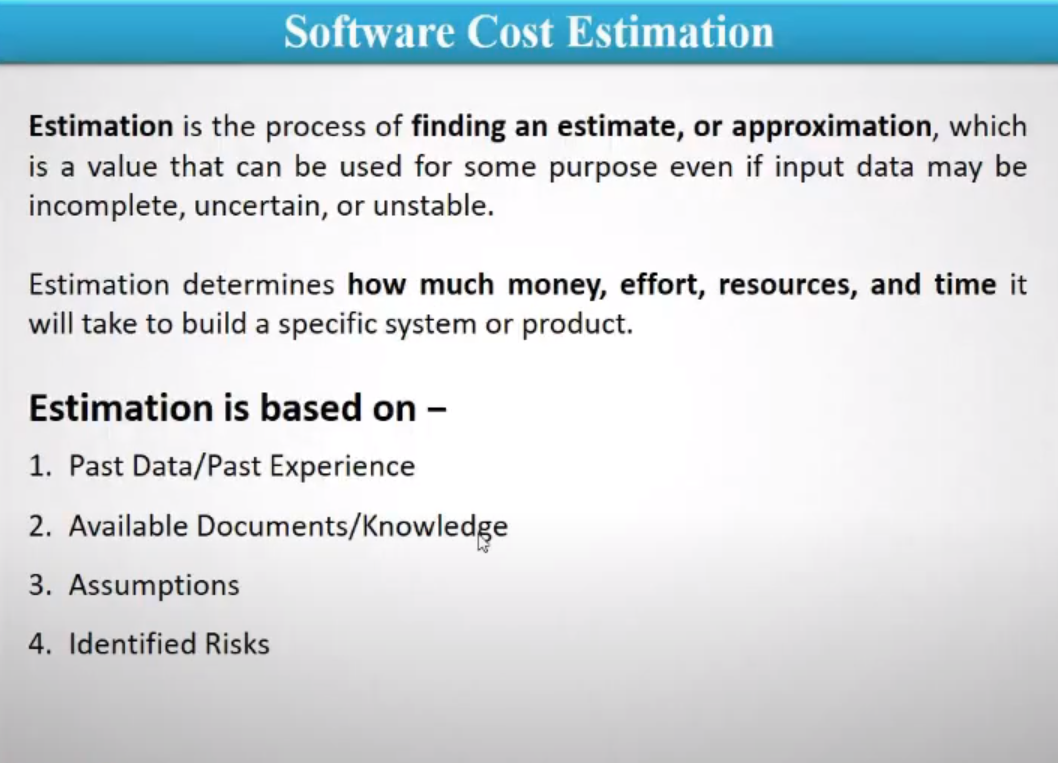 Software Cost Estimation
Estimation is the process of finding an estimate, or approximation, which
is a value that can be used for some purpose even if input data may be
incomplete, uncertain, or unstable.
Estimation determines how much money, effort, resources, and time it
will take to build a specific system or product.
Estimation is based on –
1. Past Data/Past Experience
2. Available Documents/Knowledge
3. Assumptions
4. Identified Risks